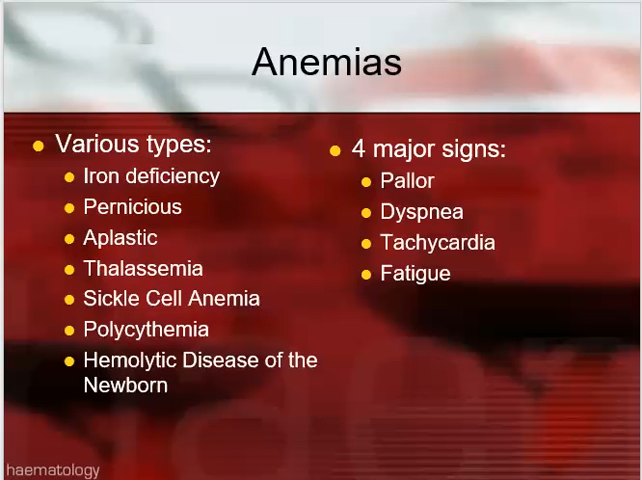 Anemias
Various types:
Iron deficiency
Pernicious
Aplastic
Thalassemia
Sickle Cell Anemia
Polycythemia
Hemolytic Disease of the
Newborn
4 major signs:
Pallor
Dyspnea
Tachycardia
Fatigue
haematology